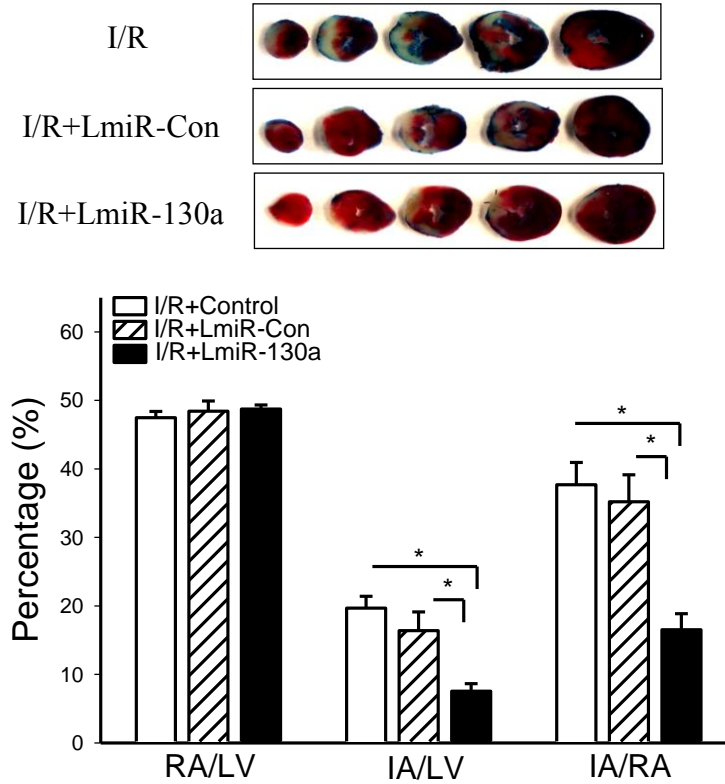 I/R
I/R+LmiR-Con
I/R+LmiR-130a
I/R+Control
I/R+LmiR-Con
I/R+LmiR-130a
Percentage (%)
60
50
40
30
20
10
0
*
*
*
*
RA/LV IA/LV IA/RA